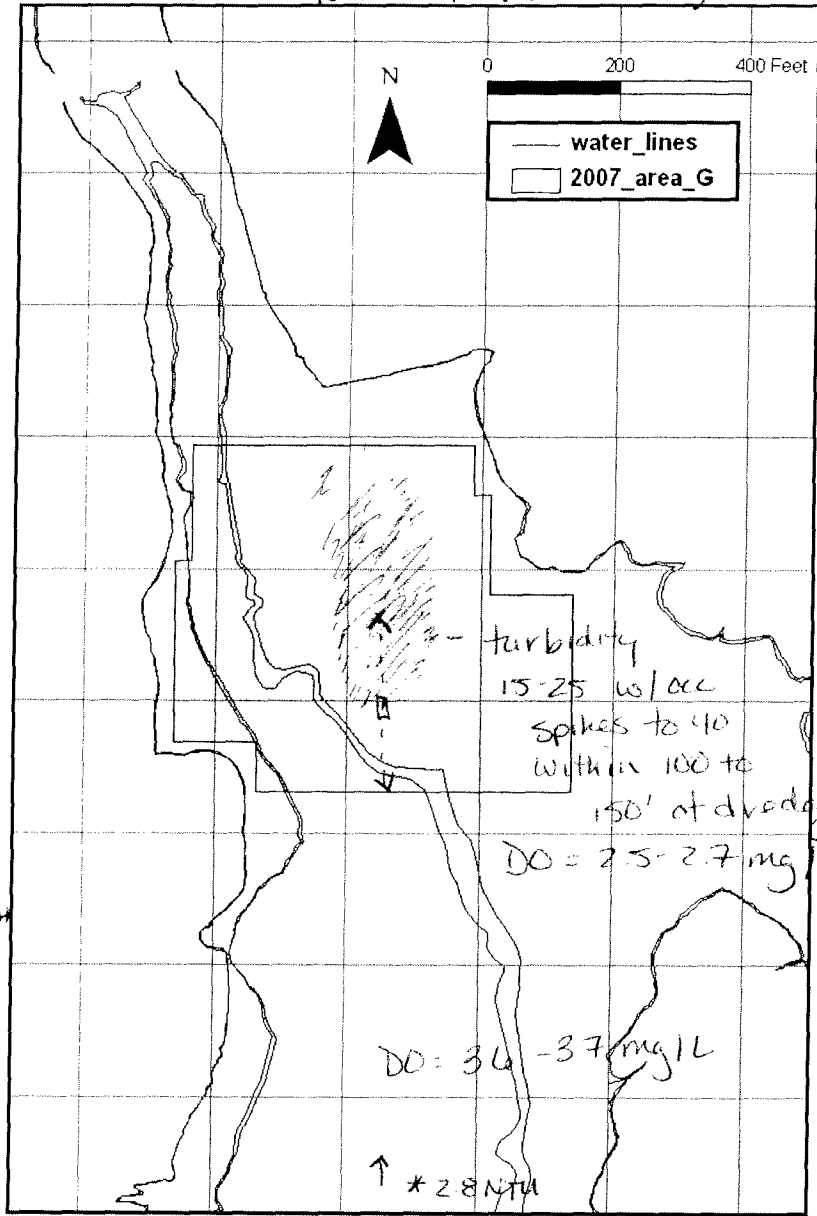 N
0 200 400 Feet
water_lines
2007_area_G
turbidity
15-25 w/occ
spikes to 40
within 100 to
150' of
DO = 2.5-2.7 mg
DO = 3.6-3.7 mg/L
↑ * 2.8 NTU